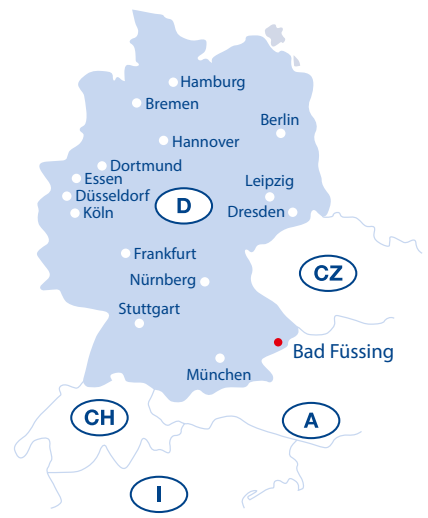 Hamburg
Bremen
Berlin
Hannover
Dortmund
Essen
Leipzig
Düsseldorf
D
Köln
Dresden
Frankfurt
CZ
Nürnberg
Stuttgart
Bad Füssing
München
CH
A
I